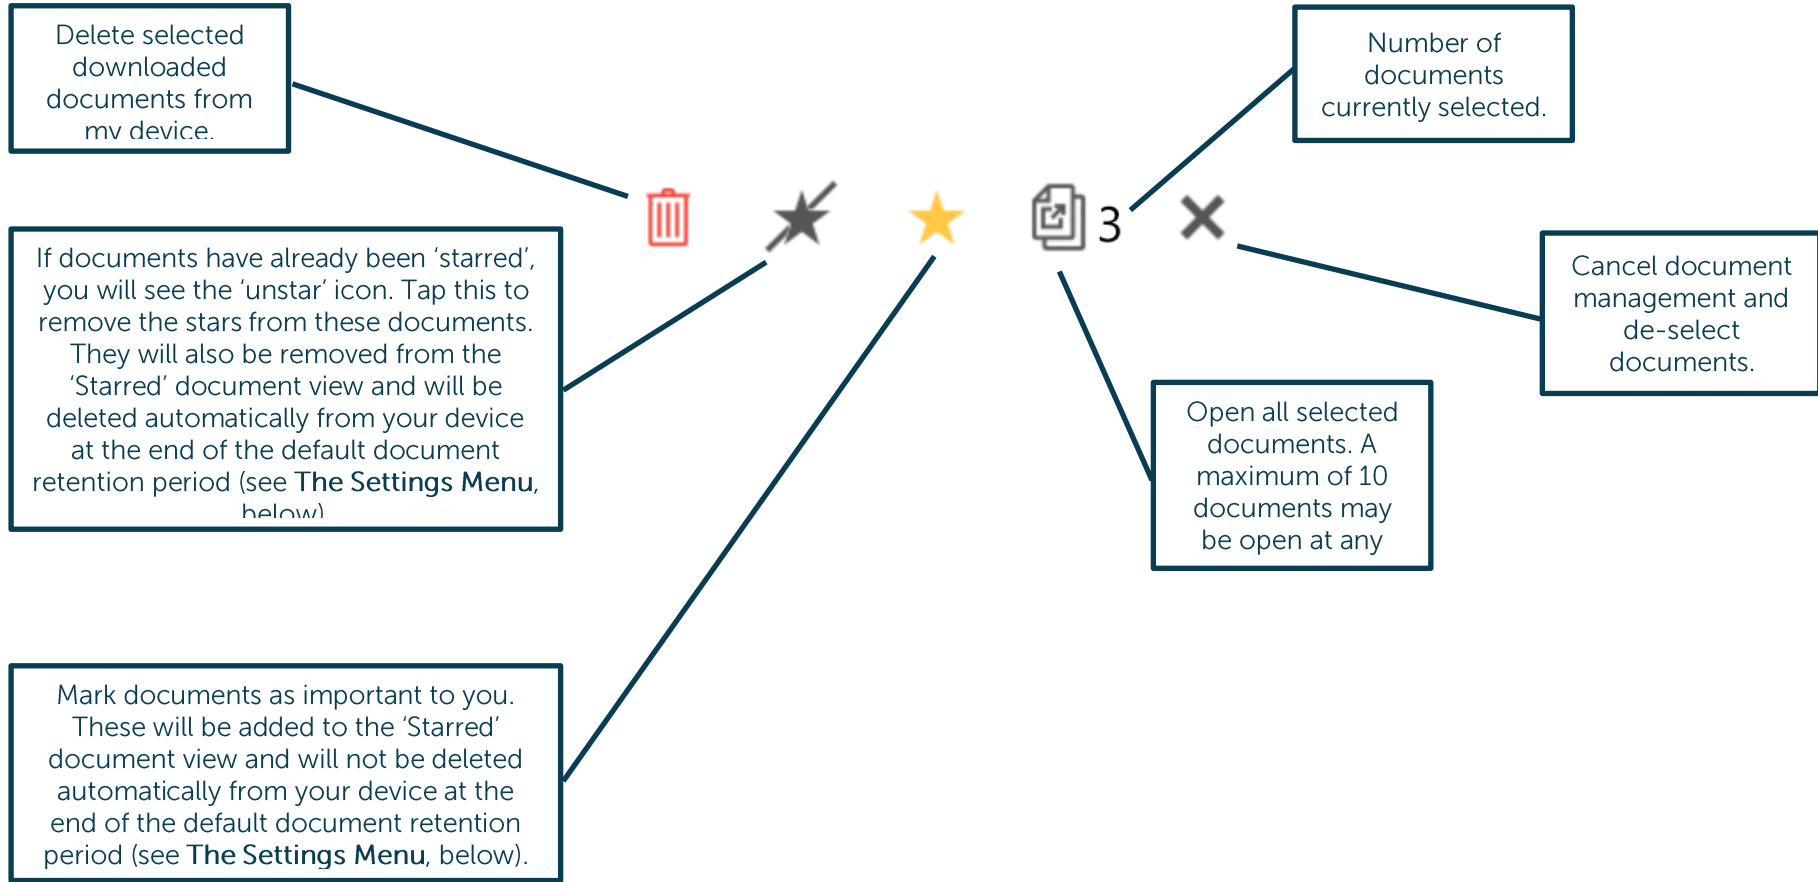 Delete selected
downloaded
documents from
my device.
Number of
documents
currently selected.
3
If documents have already been ‘starred’,
you will see the ‘unstar’ icon. Tap this to
remove the stars from these documents.
They will also be removed from the
‘Starred’ document view and will be
deleted automatically from your device
at the end of the default document
retention period (see The Settings Menu,
below)
Cancel document
management and
de-select
documents.
Open all selected
documents. A
maximum of 10
documents may
be open at any
Mark documents as important to you.
These will be added to the ‘Starred’
document view and will not be deleted
automatically from your device at the
end of the default document retention
period (see The Settings Menu, below).